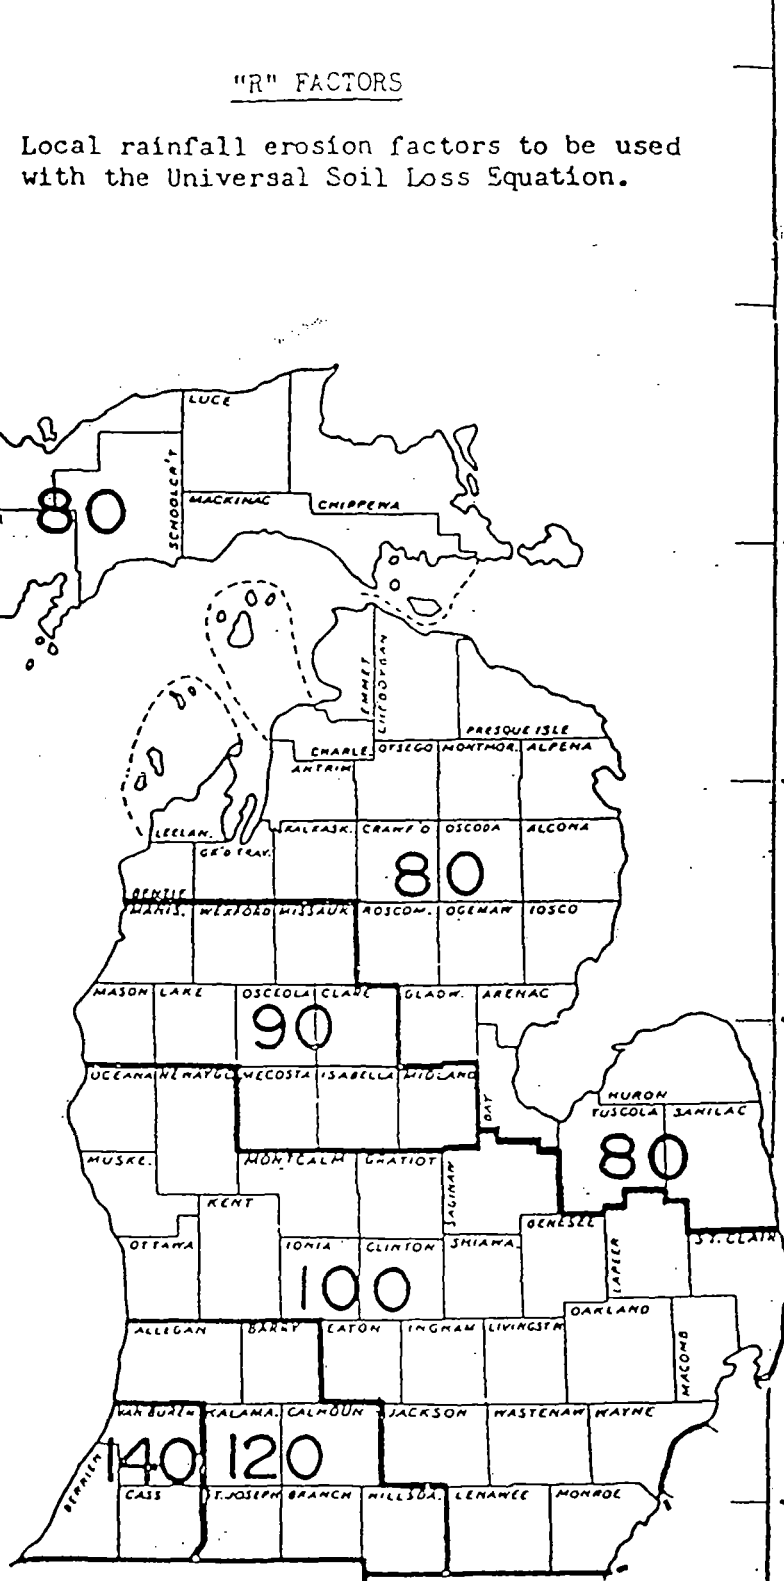 "R" FACTORS
Local rainfall erosion factors to be used
with the Universal Soil Loss Equation.
LUCE
SCHOOLCR'T
MACKINAC
CHIPPEWA
80
EMMET
CHEBOYGAN
PRESQUE ISLE
CHARLE. OTSEGO MONTMOR. ALPENA
ANTRIM
LEELAN. KALKASK. CRAWF'D OSCODA ALCONA
GR'D TRAV.
80
BENZIE
MANIS. WEXFORD MISSAUK. ROSCOM. OGEMAW IOSCO
MASON LAKE OSCEOLA CLARE GLADW. ARENAC
90
OCEANA NEWAYGO MECOSTA ISABELLA MIDLAND
BAY
HURON
TUSCOLA SANILAC
80
MUSKE. MONTCALM GRATIOT
SAGINAW
KENT
GENESEE
LAPEER
ST. CLAIR
OTTAWA IONIA CLINTON SHIAWA.
100
OAKLAND
MACOMB
ALLEGAN BARRY EATON INGHAM LIVINGST'N
VAN BUREN KALAMA. CALHOUN JACKSON WASTENAW WAYNE
140 120
BERRIEN
CASS ST. JOSEPH BRANCH HILLSDA. LENAWEE MONROE